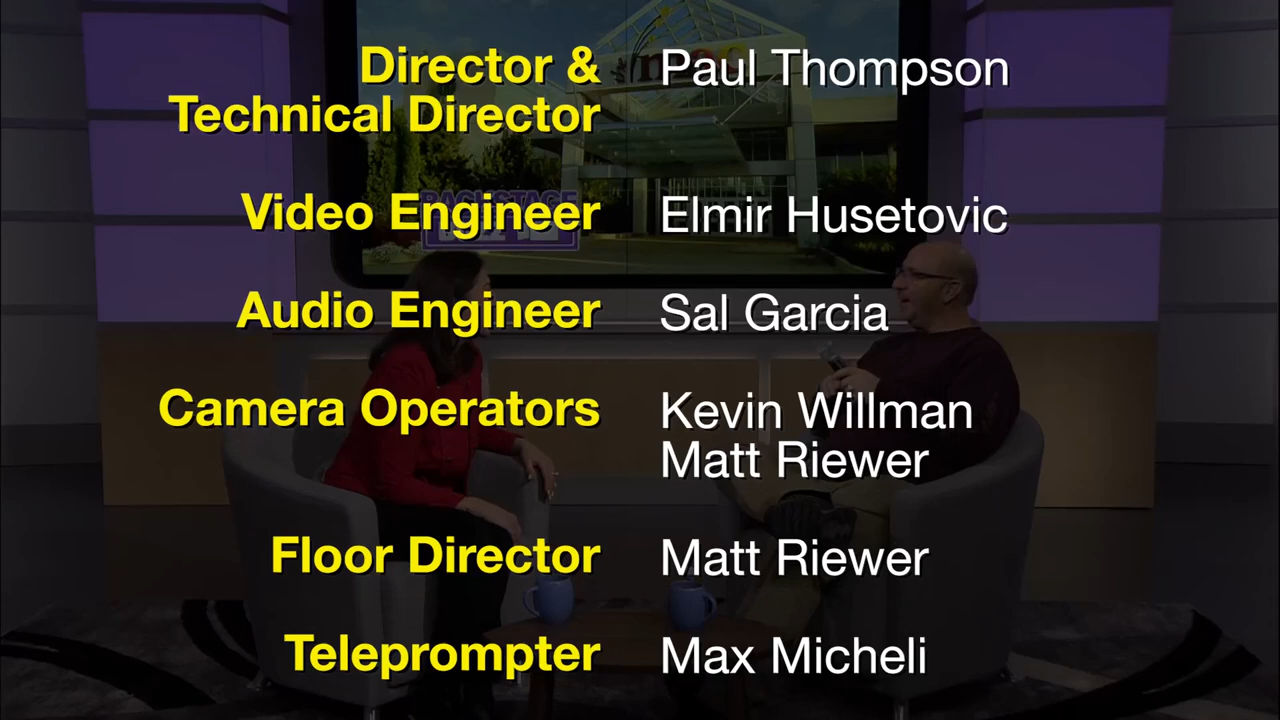 Director & Paul Thompson
Technical Director
Video Engineer Elmir Husetovic
Audio Engineer Sal Garcia
Camera Operators Kevin Willman
Matt Riewer
Floor Director Matt Riewer
Teleprompter Max Micheli
BACKSTAGE